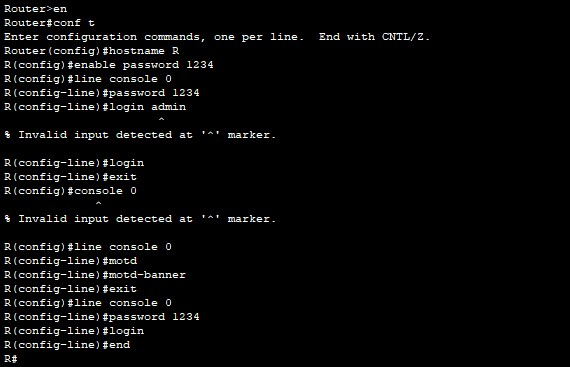 Router>en
Router#conf t
Enter configuration commands, one per line.  End with CNTL/Z.
Router(config)#hostname R
R(config)#enable password 1234
R(config)#line console 0
R(config-line)#password 1234
R(config-line)#login admin
                      ^
% Invalid input detected at '^' marker.

R(config-line)#login
R(config-line)#exit
R(config)#console 0
             ^
% Invalid input detected at '^' marker.

R(config)#line console 0
R(config-line)#motd
R(config-line)#motd-banner
R(config-line)#exit
R(config)#line console 0
R(config-line)#password 1234
R(config-line)#login
R(config-line)#end
R#